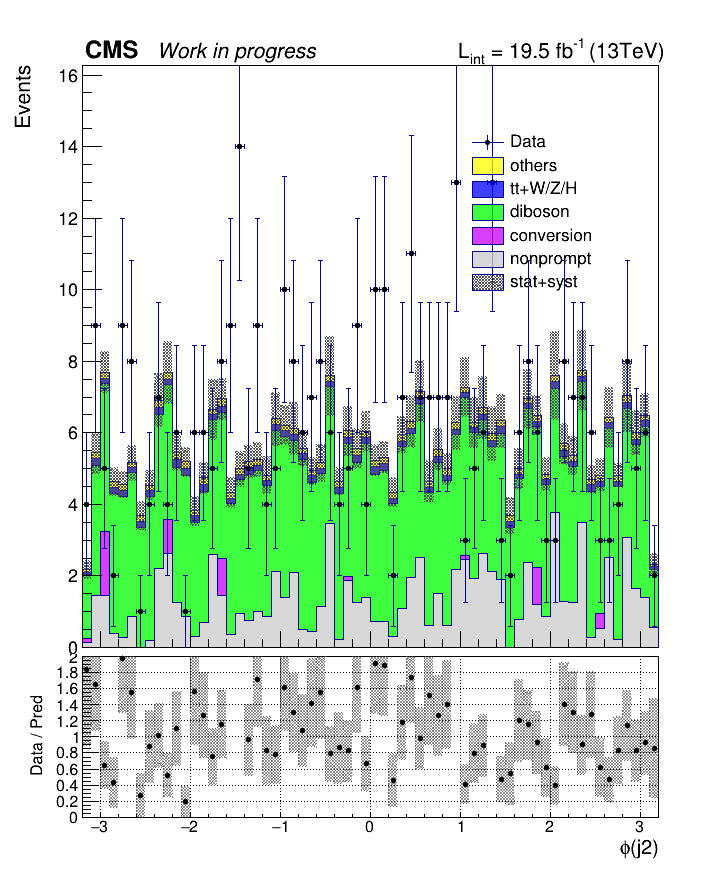 CMS Work in progress L_int = 19.5 fb⁻¹ (13TeV)
Events
16
14
12
10
8
6
4
2
0
Data
others
tt+W/Z/H
diboson
conversion
nonprompt
stat+syst
Data / Pred
2
1.8
1.6
1.4
1.2
1
0.8
0.6
0.4
0.2
0
−3 −2 −1 0 1 2 3
ϕ(j2)